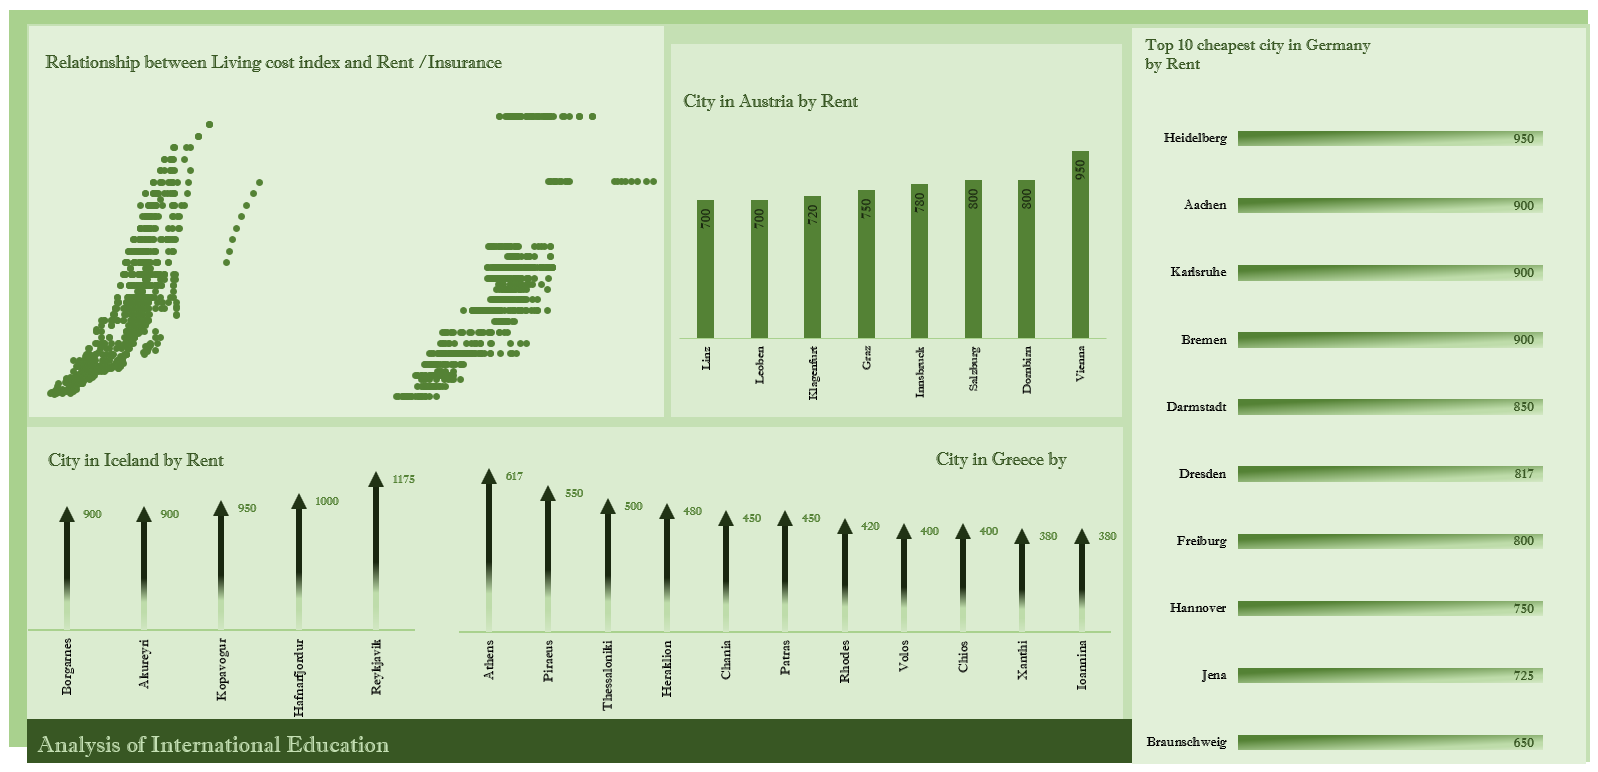 Relationship between Living cost index and Rent /Insurance
City in Austria by Rent
700
700
720
750
780
800
800
950
Linz
Leoben
Klagenfurt
Graz
Innsbruck
Salzburg
Dornbirn
Vienna
Top 10 cheapest city in Germany
by Rent
Heidelberg 950
Aachen 900
Karlsruhe 900
Bremen 900
Darmstadt 850
Dresden 817
Freiburg 800
Hannover 750
Jena 725
Braunschweig 650
City in Iceland by Rent
900
900
950
1000
1175
Borgarnes
Akureyri
Kopavogur
Hafnarfjordur
Reykjavik
City in Greece by
617
550
500
480
450
450
420
400
400
380
380
Athens
Piraeus
Thessaloniki
Heraklion
Chania
Patras
Rhodes
Volos
Chios
Xanthi
Ioannina
Analysis of International Education